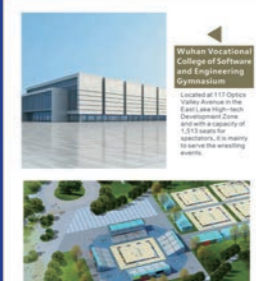 Wuhan Vocational
College of Software
and Engineering
Gymnasium
Located at 117 Optics
Valley Avenue in the
East Lake High-tech
Development Zone
and with a capacity of
1,513 seats for
spectators, it is mainly
to serve the wrestling
events.